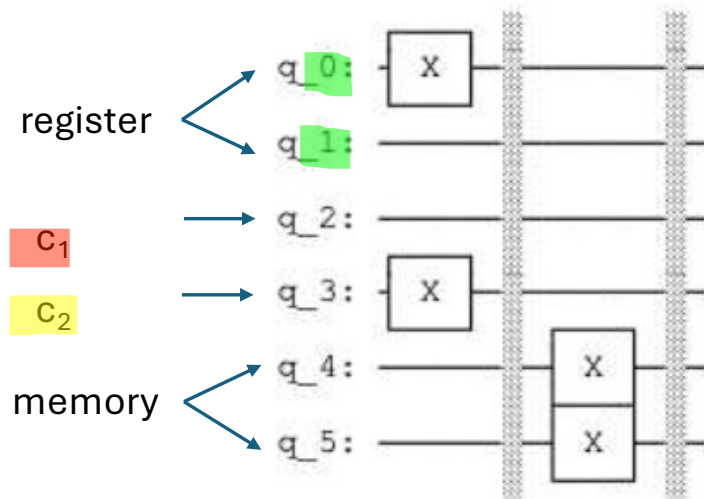 q_0: X
register
q_1:
q_2:
c₁
q_3: X
c₂
q_4: X
memory
q_5: X